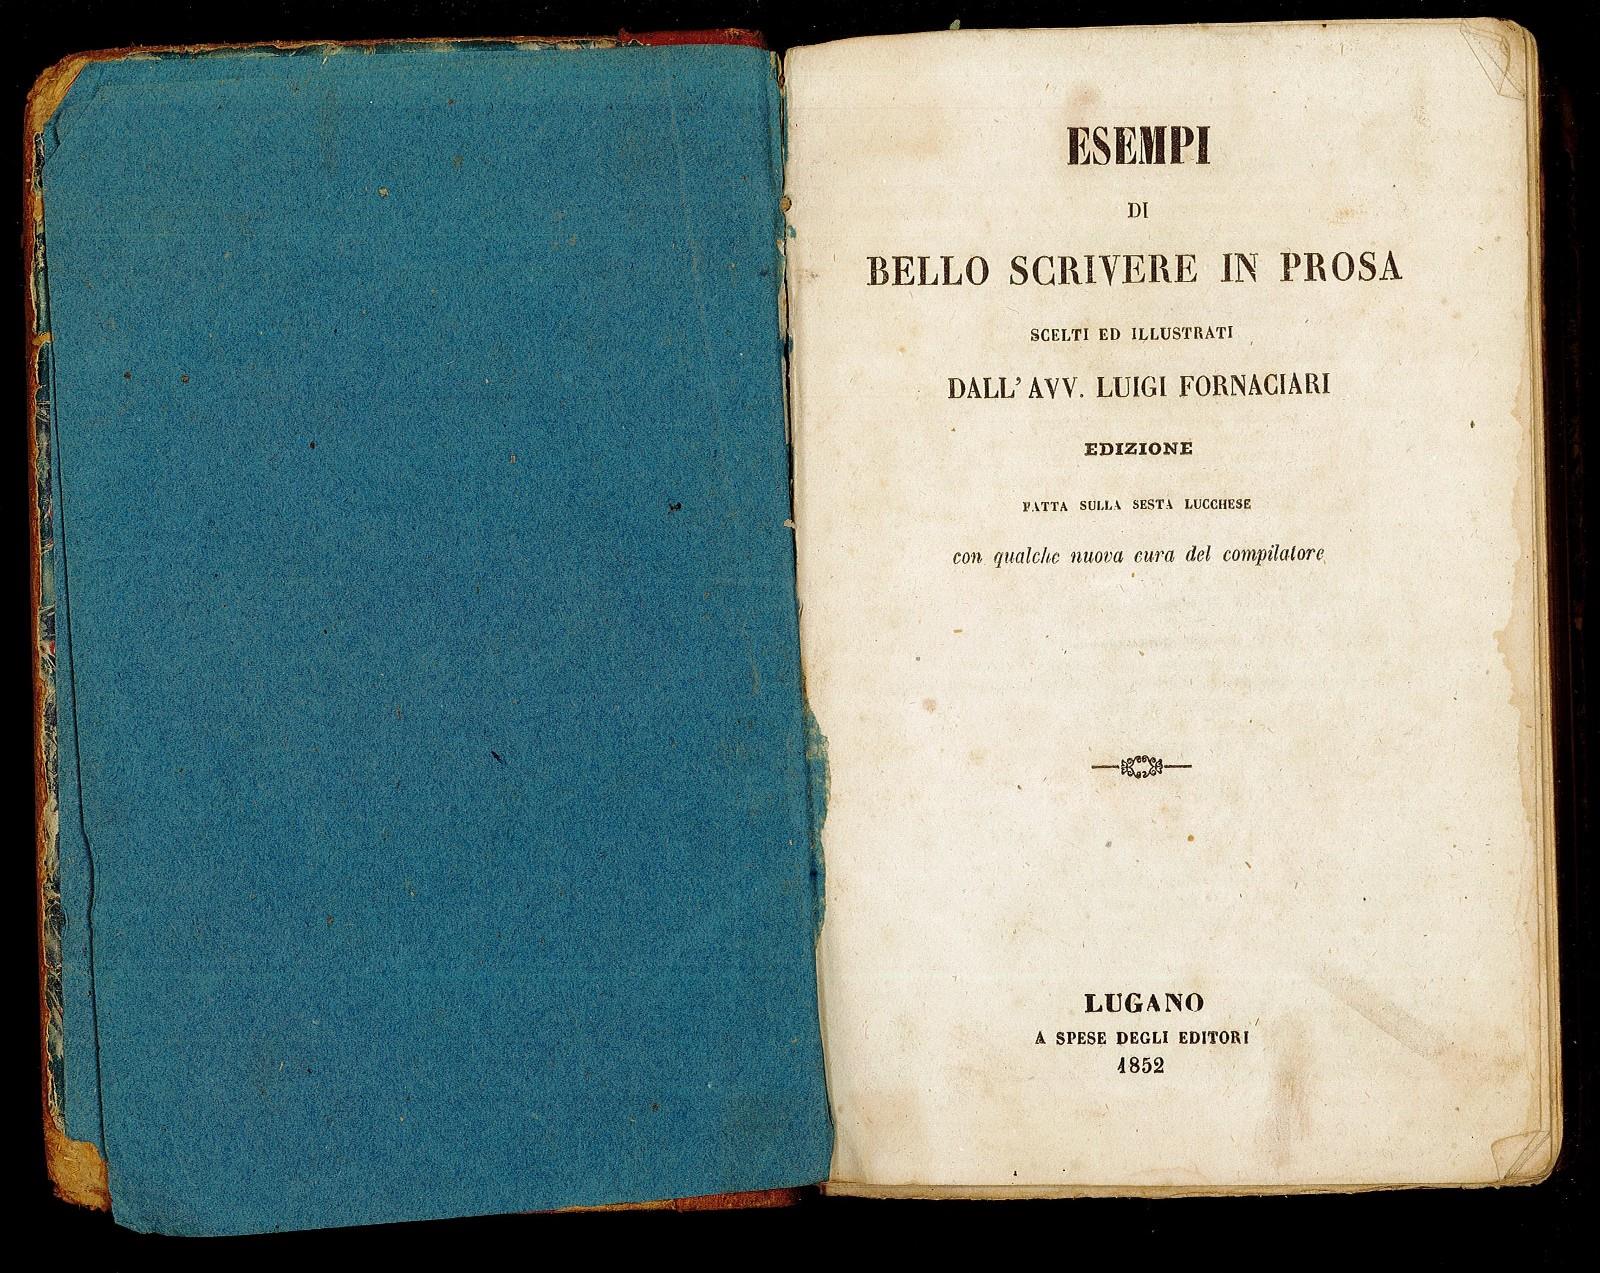 ESEMPI
DI
BELLO SCRIVERE IN PROSA
SCELTI ED ILLUSTRATI
DALL' AVV. LUIGI FORNACIARI
EDIZIONE
FATTA SULLA SESTA LUCCHESE
con qualche nuova cura del compilatore
LUGANO
A SPESE DEGLI EDITORI
1852